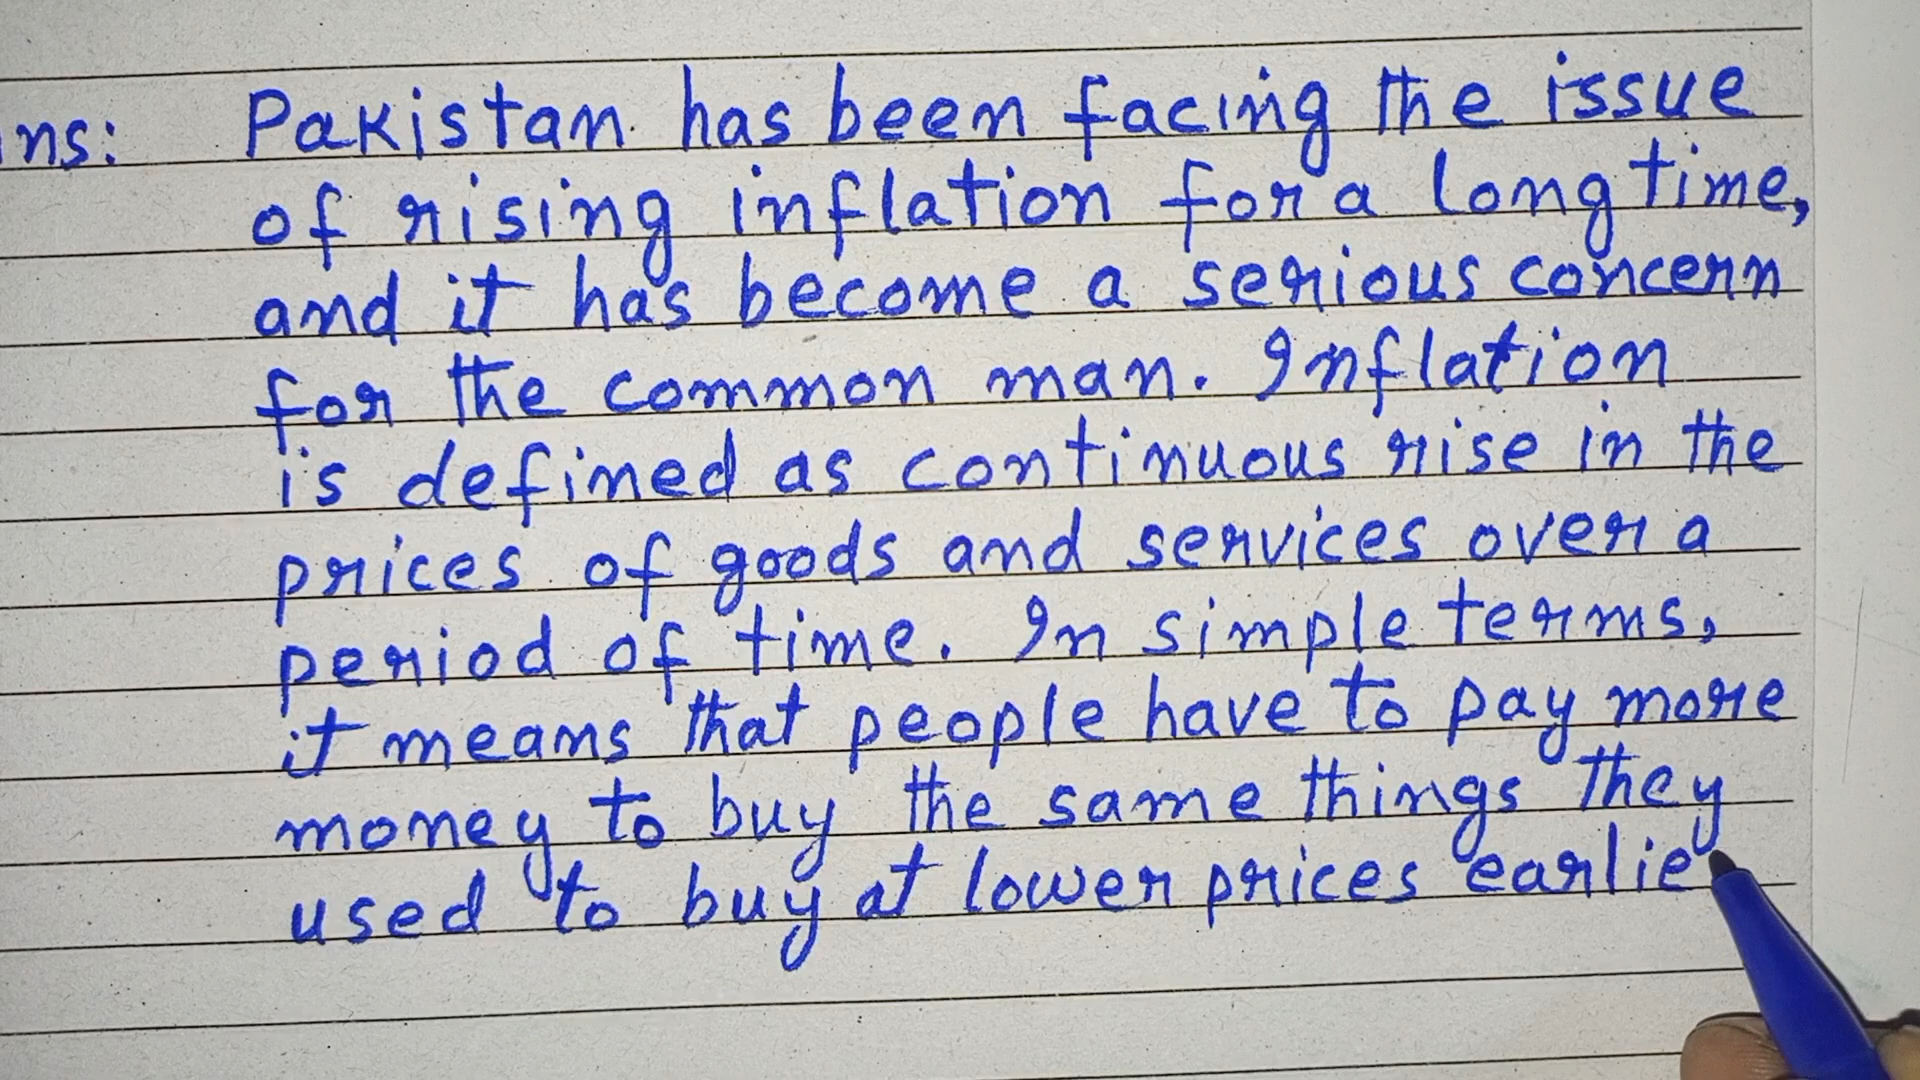 ns: Pakistan has been facing the issue
of rising inflation for a long time,
and it has become a serious concern
for the common man. Inflation
is defined as continuous rise in the
prices of goods and services over a
period of time. In simple terms,
it means that people have to pay more
money to buy the same things they
used to buy at lower prices earlie